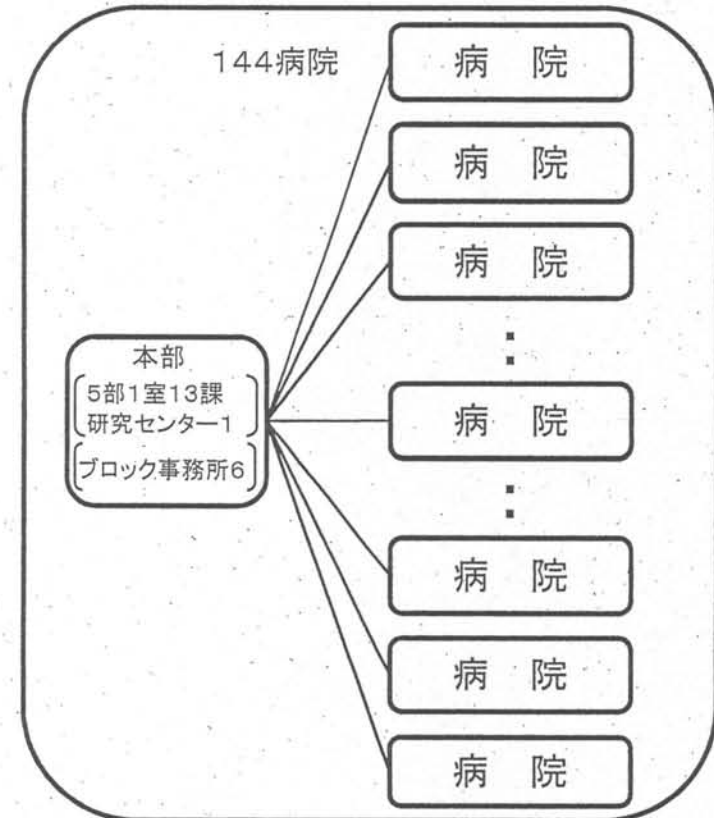 144病院
病　院
病　院
病　院
本部
5部1室13課
研究センター1
ブロック事務所6
病　院
病　院
病　院
病　院